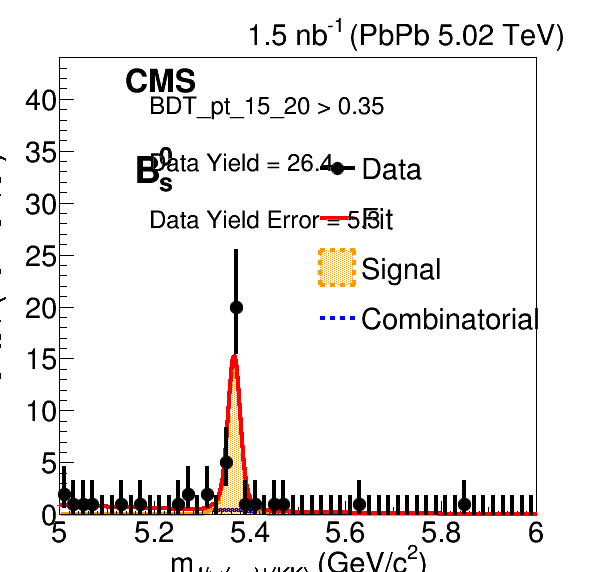 1.5 nb-1 (PbPb 5.02 TeV)
CMS
BDT_pt_15_20 > 0.35
Data Yield = 26.4
B0s
Data Yield Error = 5.3
Data
Fit
Signal
Combinatorial
40
35
30
25
20
15
10
5
0
5 5.2 5.4 5.6 5.8 6
m (GeV/c2)